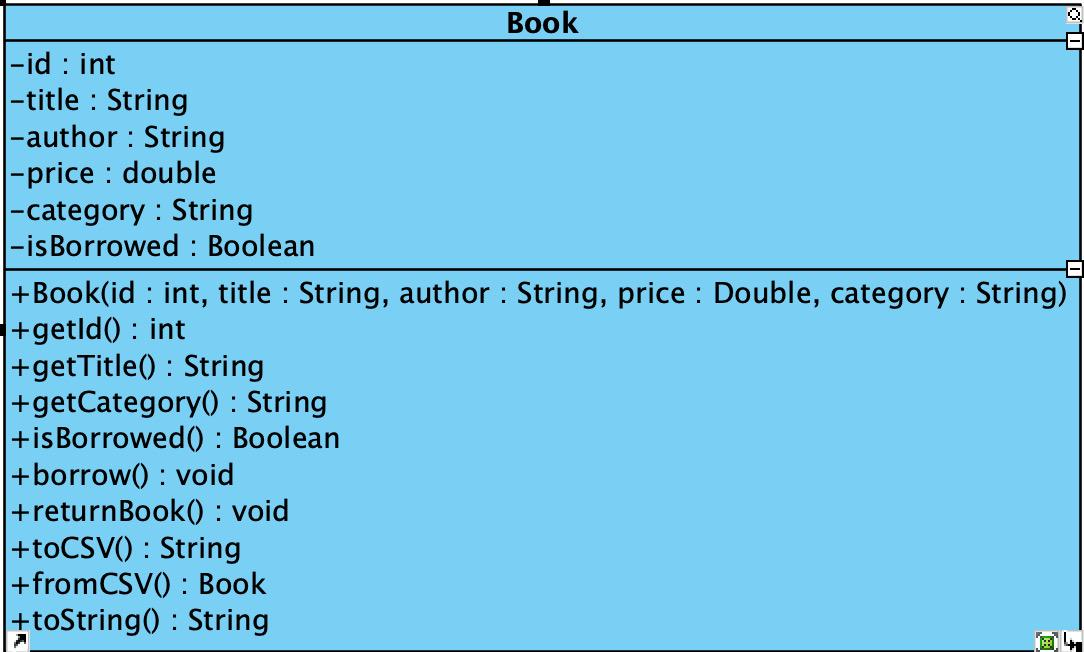 Book
-id : int
-title : String
-author : String
-price : double
-category : String
-isBorrowed : Boolean
+Book(id : int, title : String, author : String, price : Double, category : String)
+getId() : int
+getTitle() : String
+getCategory() : String
+isBorrowed() : Boolean
+borrow() : void
+returnBook() : void
+toCSV() : String
+fromCSV() : Book
+toString() : String